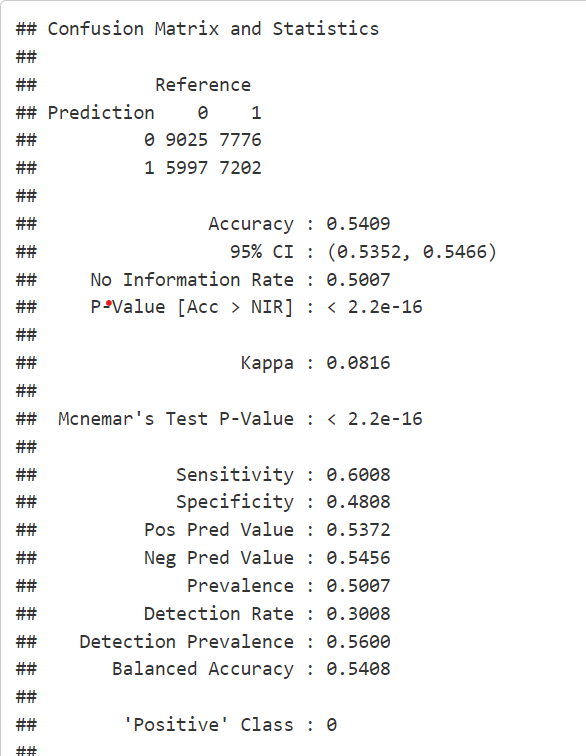 ## Confusion Matrix and Statistics
##
##           Reference
## Prediction    0    1
##          0 9025 7776
##          1 5997 7202
##
##                Accuracy : 0.5409
##                  95% CI : (0.5352, 0.5466)
##     No Information Rate : 0.5007
##     P-Value [Acc > NIR] : < 2.2e-16
##
##                   Kappa : 0.0816
##
##  Mcnemar's Test P-Value : < 2.2e-16
##
##             Sensitivity : 0.6008
##             Specificity : 0.4808
##          Pos Pred Value : 0.5372
##          Neg Pred Value : 0.5456
##              Prevalence : 0.5007
##          Detection Rate : 0.3008
##    Detection Prevalence : 0.5600
##       Balanced Accuracy : 0.5408
##
##        'Positive' Class : 0
##